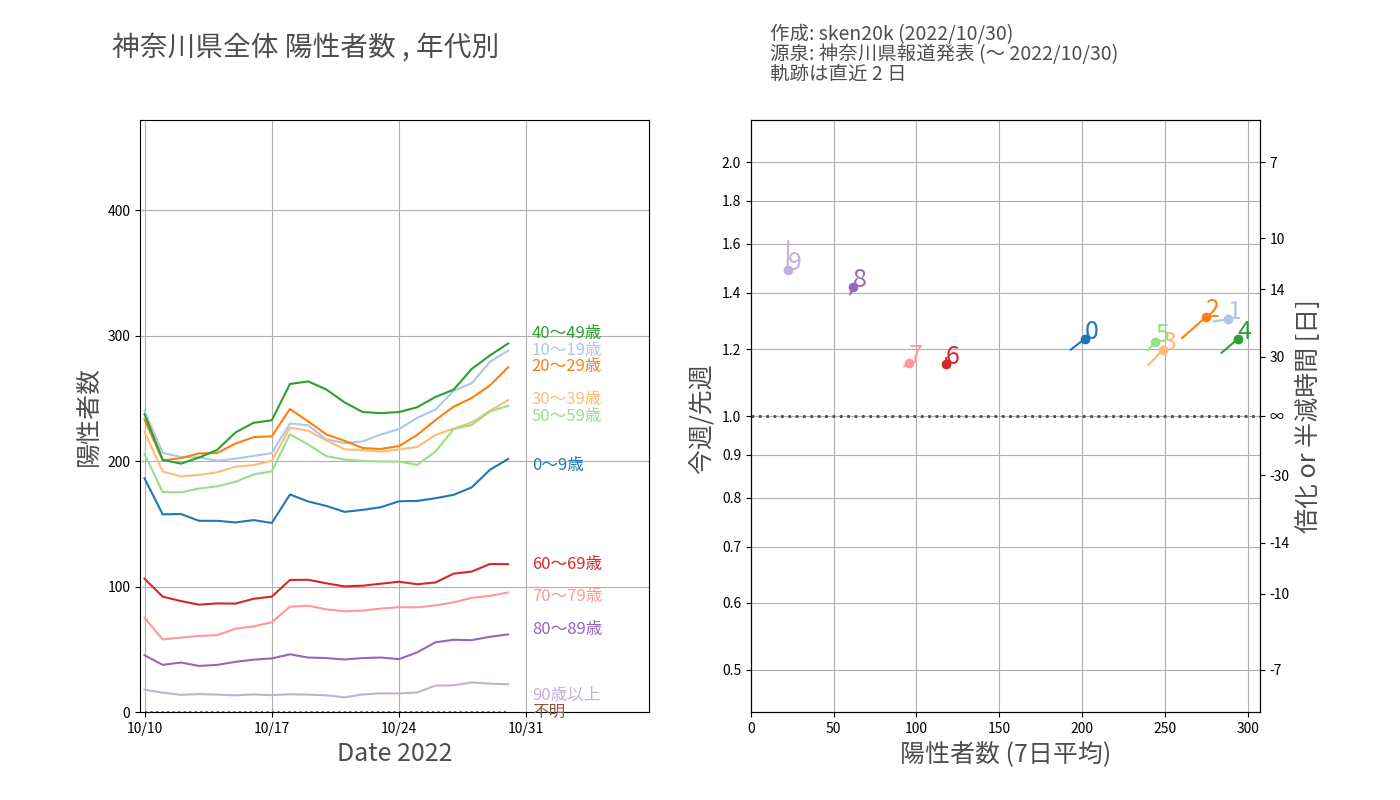 神奈川県全体 陽性者数 , 年代別
作成: sken20k (2022/10/30)
源泉: 神奈川県報道発表 (～ 2022/10/30)
軌跡は直近 2 日
陽性者数
400
300
200
100
0
10/10
10/17
10/24
10/31
Date 2022
40～49歳
10～19歳
20～29歳
30～39歳
50～59歳
0～9歳
60～69歳
70～79歳
80～89歳
90歳以上
不明
今週/先週
2.0
1.8
1.6
1.4
1.2
1.0
0.9
0.8
0.7
0.6
0.5
0
50
100
150
200
250
300
陽性者数 (7日平均)
9
8
7
6
0
5
3
2
1
4
7
10
14
30
∞
-30
-14
-10
-7
倍化 or 半減時間 [日]